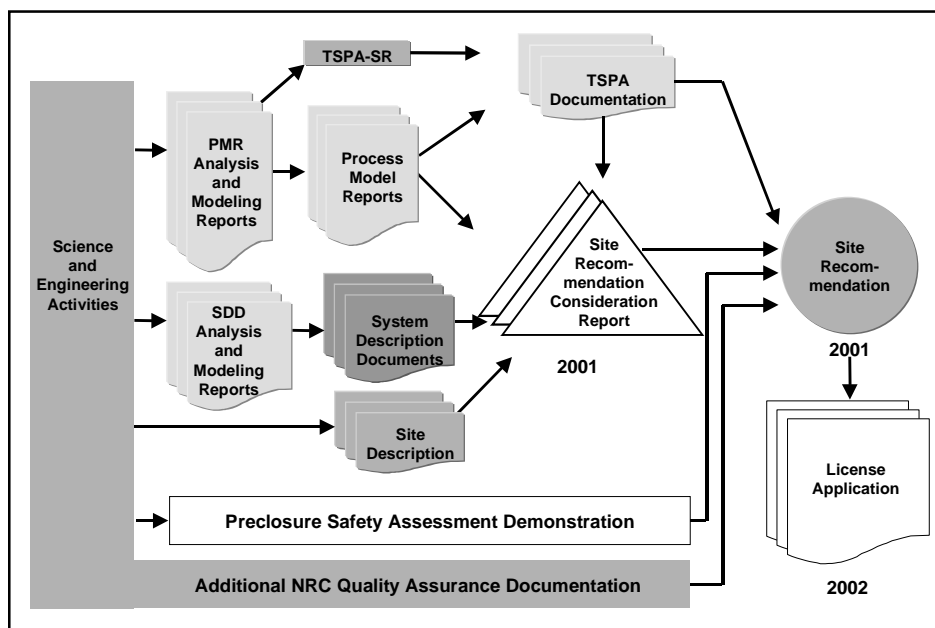 TSPA-SR
TSPA
Documentation
PMR
Analysis
and
Modeling
Reports
Process
Model
Reports
Science
and
Engineering
Activities
Site
Recom-
mendation
Consideration
Report
2001
Site
Recom-
mendation
2001
SDD
Analysis
and
Modeling
Reports
System
Description
Documents
Site
Description
License
Application
2002
Preclosure Safety Assessment Demonstration
Additional NRC Quality Assurance Documentation